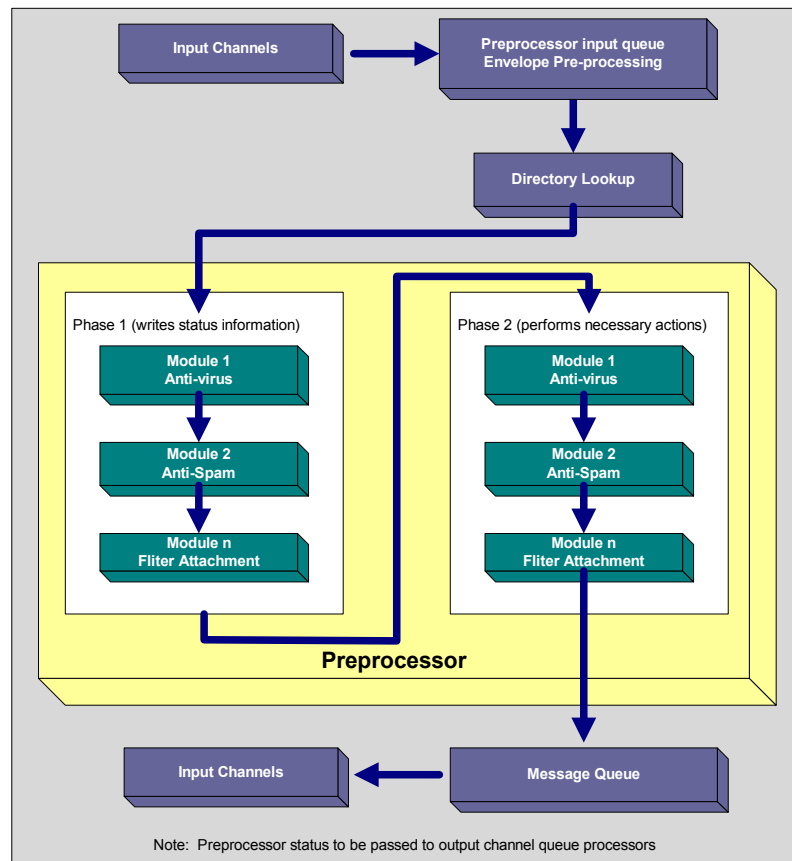 Input Channels
Preprocessor input queue
Envelope Pre-processing
Directory Lookup
Phase 1 (writes status information)
Module 1
Anti-virus
Module 2
Anti-Spam
Module n
Fliter Attachment
Phase 2 (performs necessary actions)
Module 1
Anti-virus
Module 2
Anti-Spam
Module n
Fliter Attachment
Preprocessor
Input Channels
Message Queue
Note: Preprocessor status to be passed to output channel queue processors